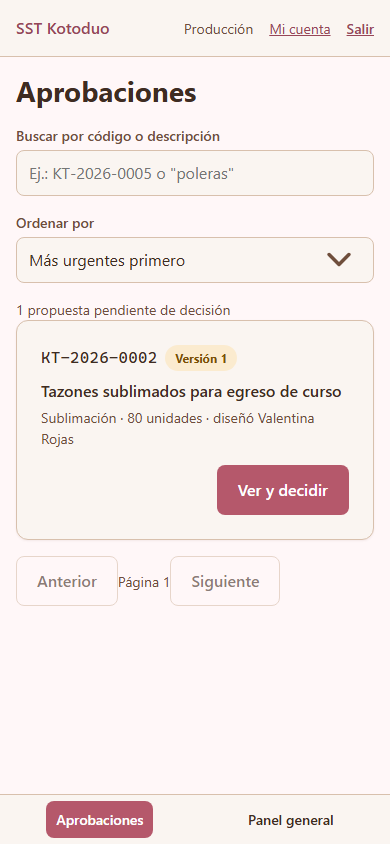 SST Kotoduo
Producción
Mi cuenta
Salir
Aprobaciones
Buscar por código o descripción
Ej.: KT-2026-0005 o "poleras"
Ordenar por
Más urgentes primero
1 propuesta pendiente de decisión
KT-2026-0002
Versión 1
Tazones sublimados para egreso de curso
Sublimación · 80 unidades · diseñó Valentina
Rojas
Ver y decidir
Anterior
Página 1
Siguiente
Aprobaciones
Panel general